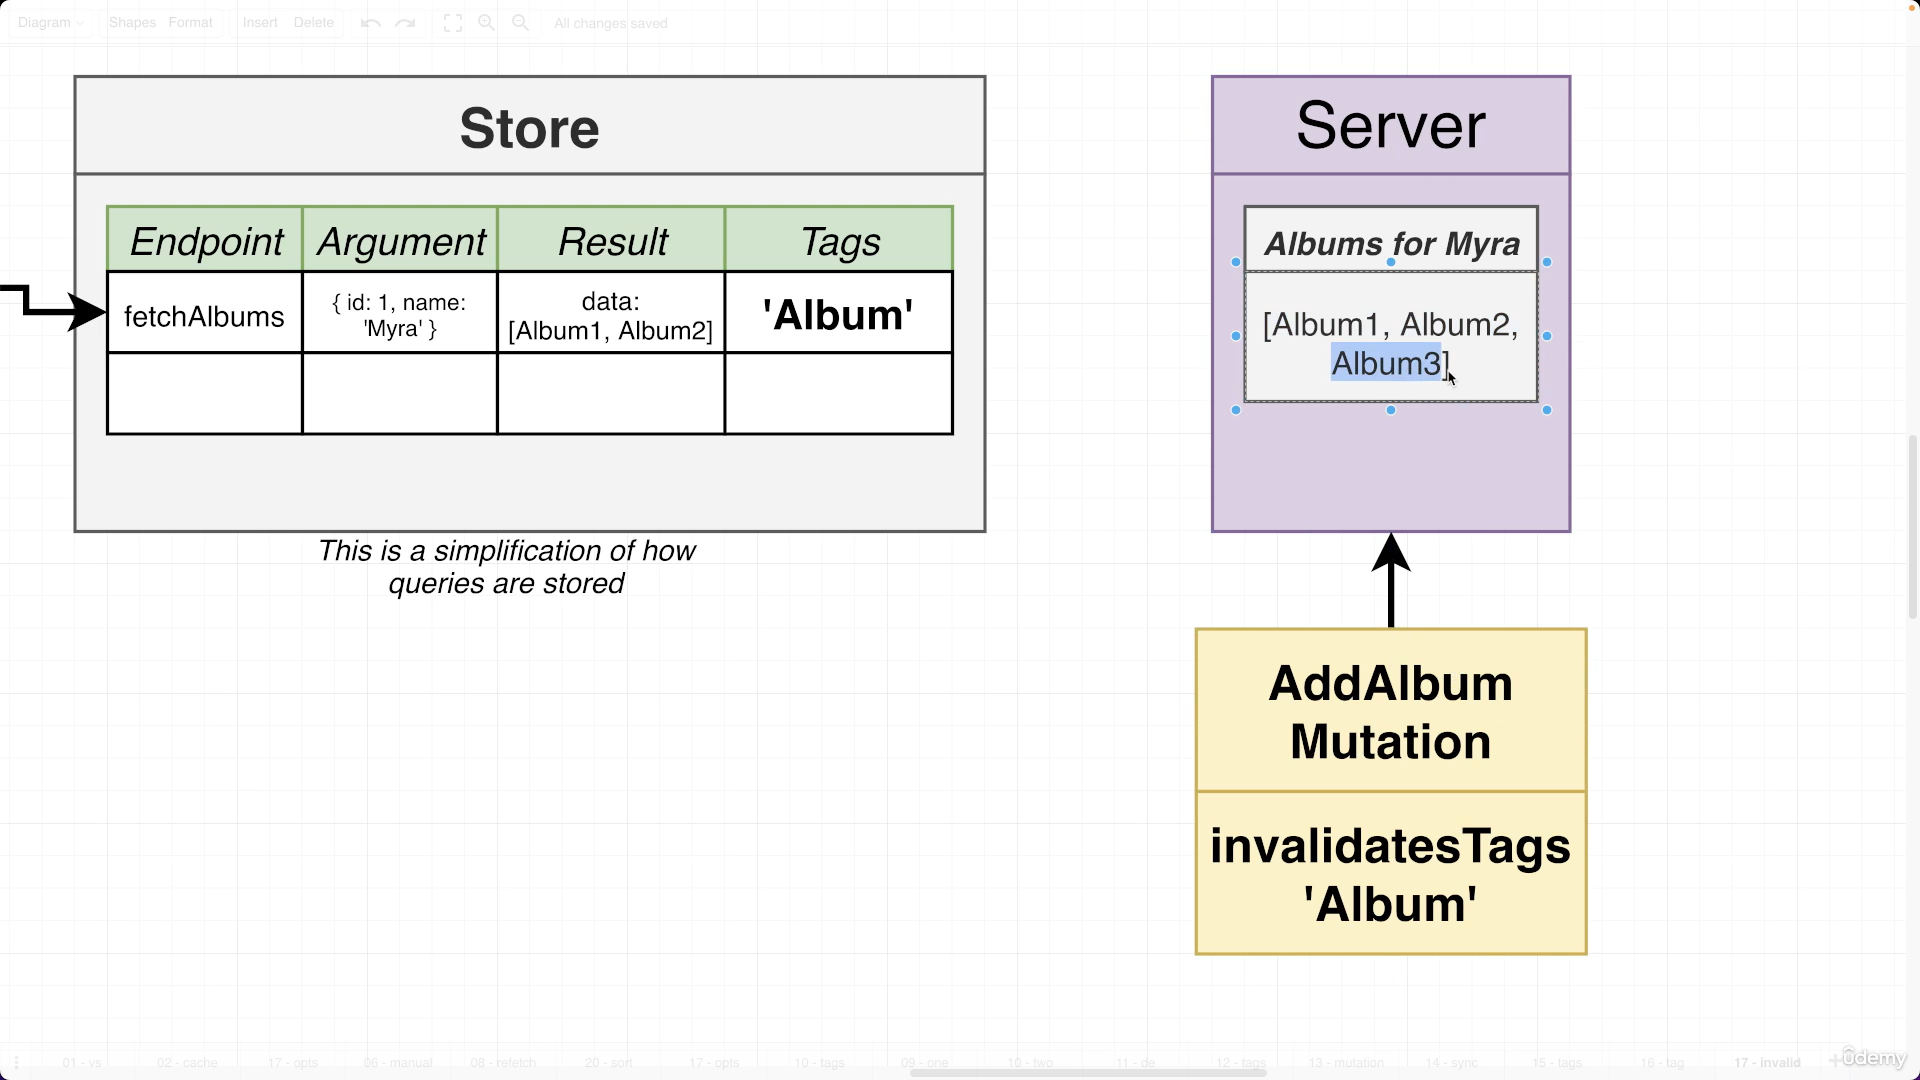 Diagram Shapes Format Insert Delete All changes saved
Store
Endpoint Argument Result Tags
fetchAlbums
{ id: 1, name:
'Myra' }
data:
[Album1, Album2]
'Album'
This is a simplification of how
queries are stored
Server
Albums for Myra
[Album1, Album2,
Album3]
AddAlbum
Mutation
invalidatesTags
'Album'
01 - vs 02 - cache 17 - opts 06 - manual 08 - refetch 20 - sort 17 - opts 10 - tags 09 - one 10 - two 11 - de 12 - tags 13 - mutation 14 - sync 15 - tags 16 - tag 17 - invalid
ûdemy